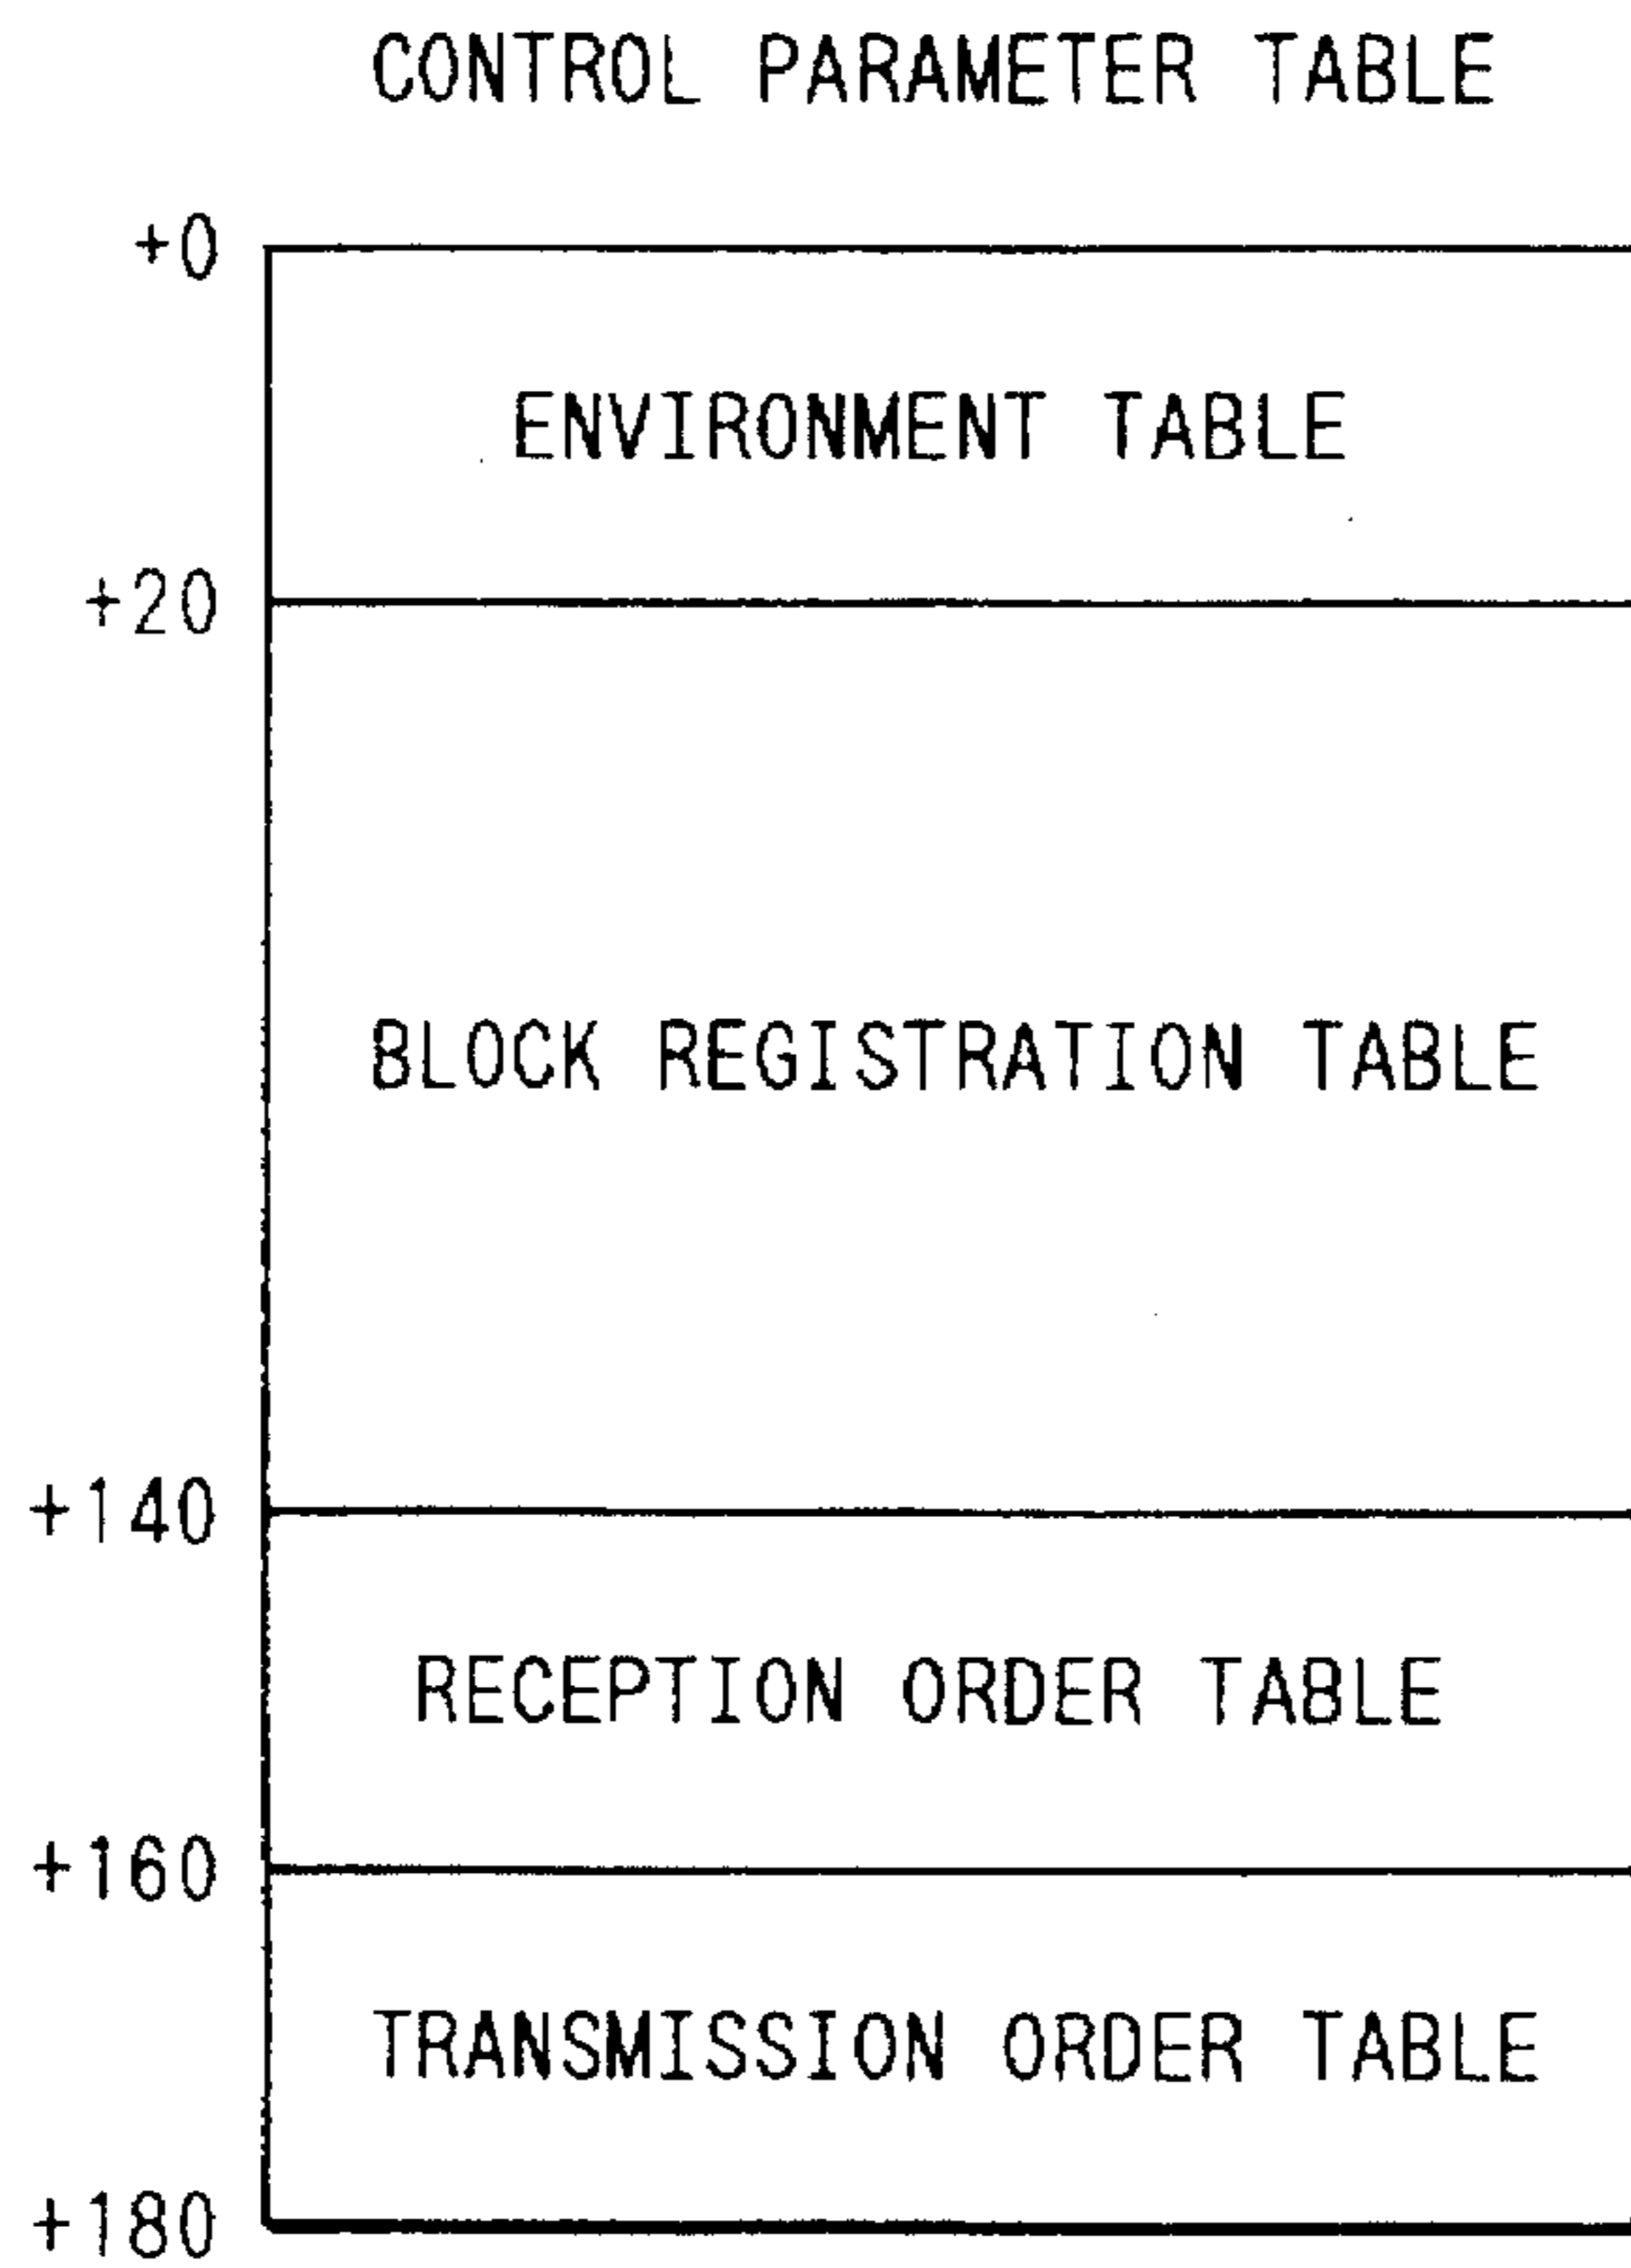 CONTROL PARAMETER TABLE
+0
ENVIRONMENT TABLE
+20
BLOCK REGISTRATION TABLE
+140
RECEPTION ORDER TABLE
+160
TRANSMISSION ORDER TABLE
+180